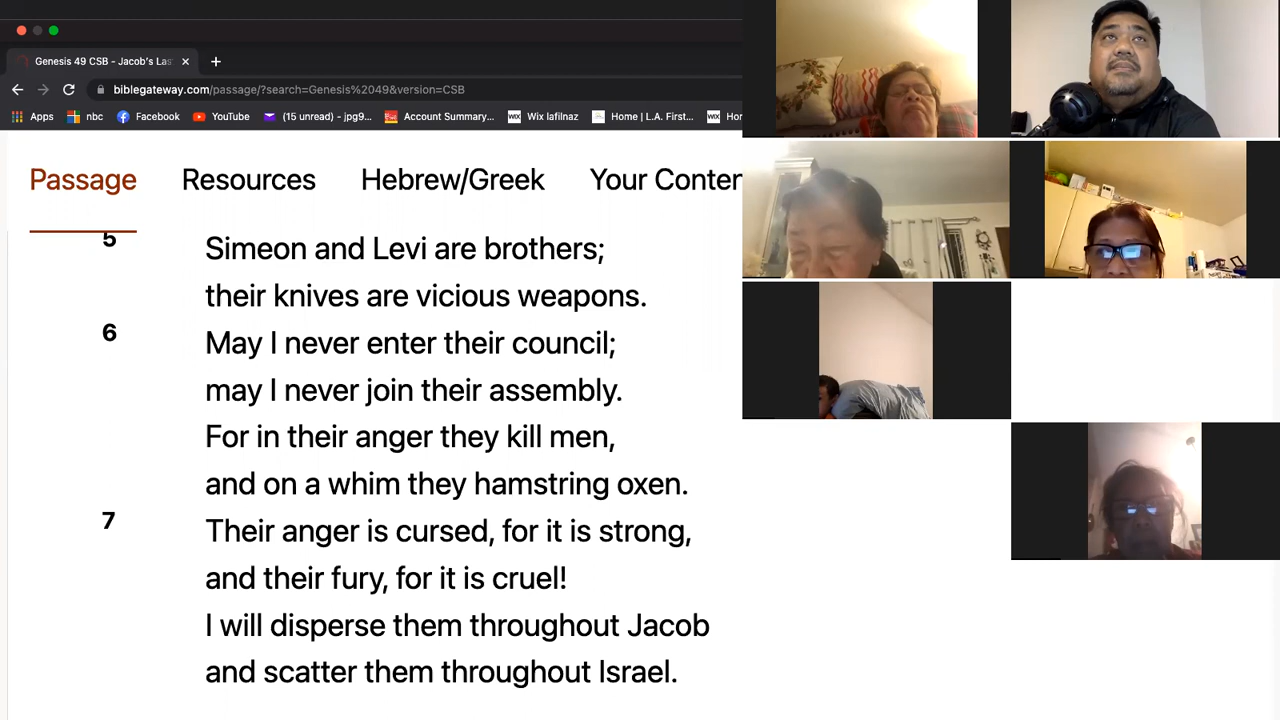 Genesis 49 CSB - Jacob's Las
biblegateway.com/passage/?search=Genesis%2049&version=CSB
Apps nbc Facebook YouTube (15 unread) - jpg9... Account Summary... Wix lafilnaz Home | L.A. First... Hor
Passage Resources Hebrew/Greek Your Conten
5 Simeon and Levi are brothers;
their knives are vicious weapons.
6 May I never enter their council;
may I never join their assembly.
For in their anger they kill men,
and on a whim they hamstring oxen.
7 Their anger is cursed, for it is strong,
and their fury, for it is cruel!
I will disperse them throughout Jacob
and scatter them throughout Israel.